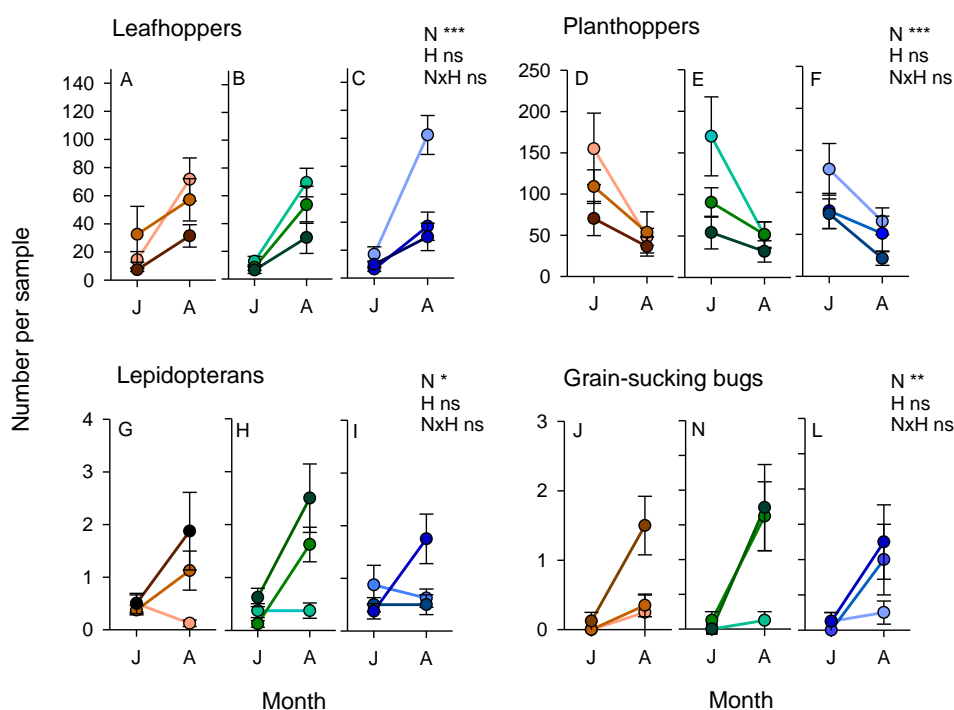 Leafhoppers
N ***
H ns
NxH ns
Planthoppers
N ***
H ns
NxH ns
A
B
C
D
E
F
140
120
100
80
60
40
20
0
250
200
150
100
50
0
J A
J A
J A
J A
J A
J A
Number per sample
Lepidopterans
N *
H ns
NxH ns
Grain-sucking bugs
N **
H ns
NxH ns
G
H
I
J
N
L
4
3
2
1
0
3
2
1
0
J A
J A
J A
J A
J A
J A
Month
Month